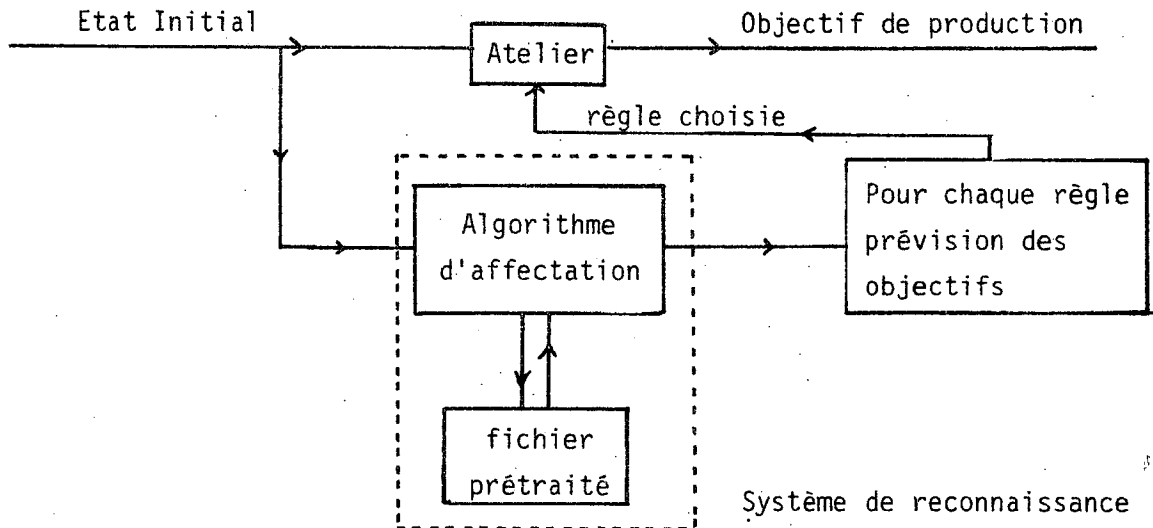 Etat Initial
Objectif de production
Atelier
règle choisie
Pour chaque règle
prévision des
objectifs
Algorithme
d'affectation
fichier
prétraité
Système de reconnaissance